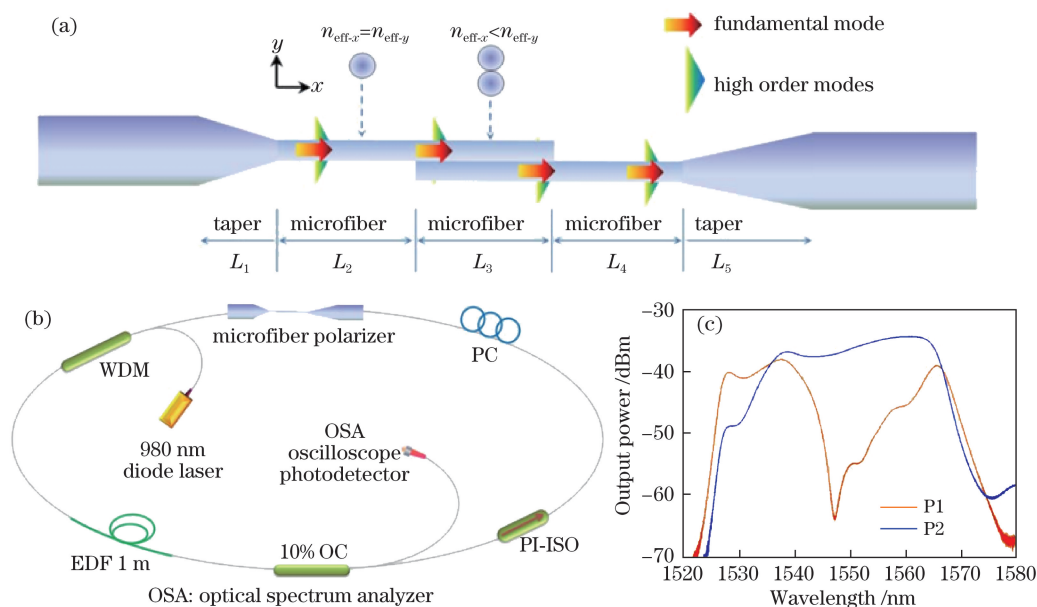 (a)
n_eff-x=n_eff-y
n_eff-x<n_eff-y
fundamental mode
high order modes
y
x
taper
microfiber
microfiber
microfiber
taper
L1
L2
L3
L4
L5
(b)
microfiber polarizer
PC
WDM
980 nm
diode laser
OSA
oscilloscope
photodetector
EDF 1 m
10% OC
PI-ISO
OSA: optical spectrum analyzer
(c)
Output power /dBm
-30
-40
-50
-60
-70
P1
P2
1520
1530
1540
1550
1560
1570
1580
Wavelength /nm